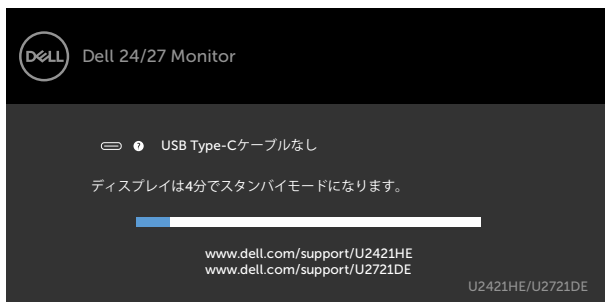 DELL
Dell 24/27 Monitor
? USB Type-Cケーブルなし
ディスプレイは4分でスタンバイモードになります。
www.dell.com/support/U2421HE
www.dell.com/support/U2721DE
U2421HE/U2721DE